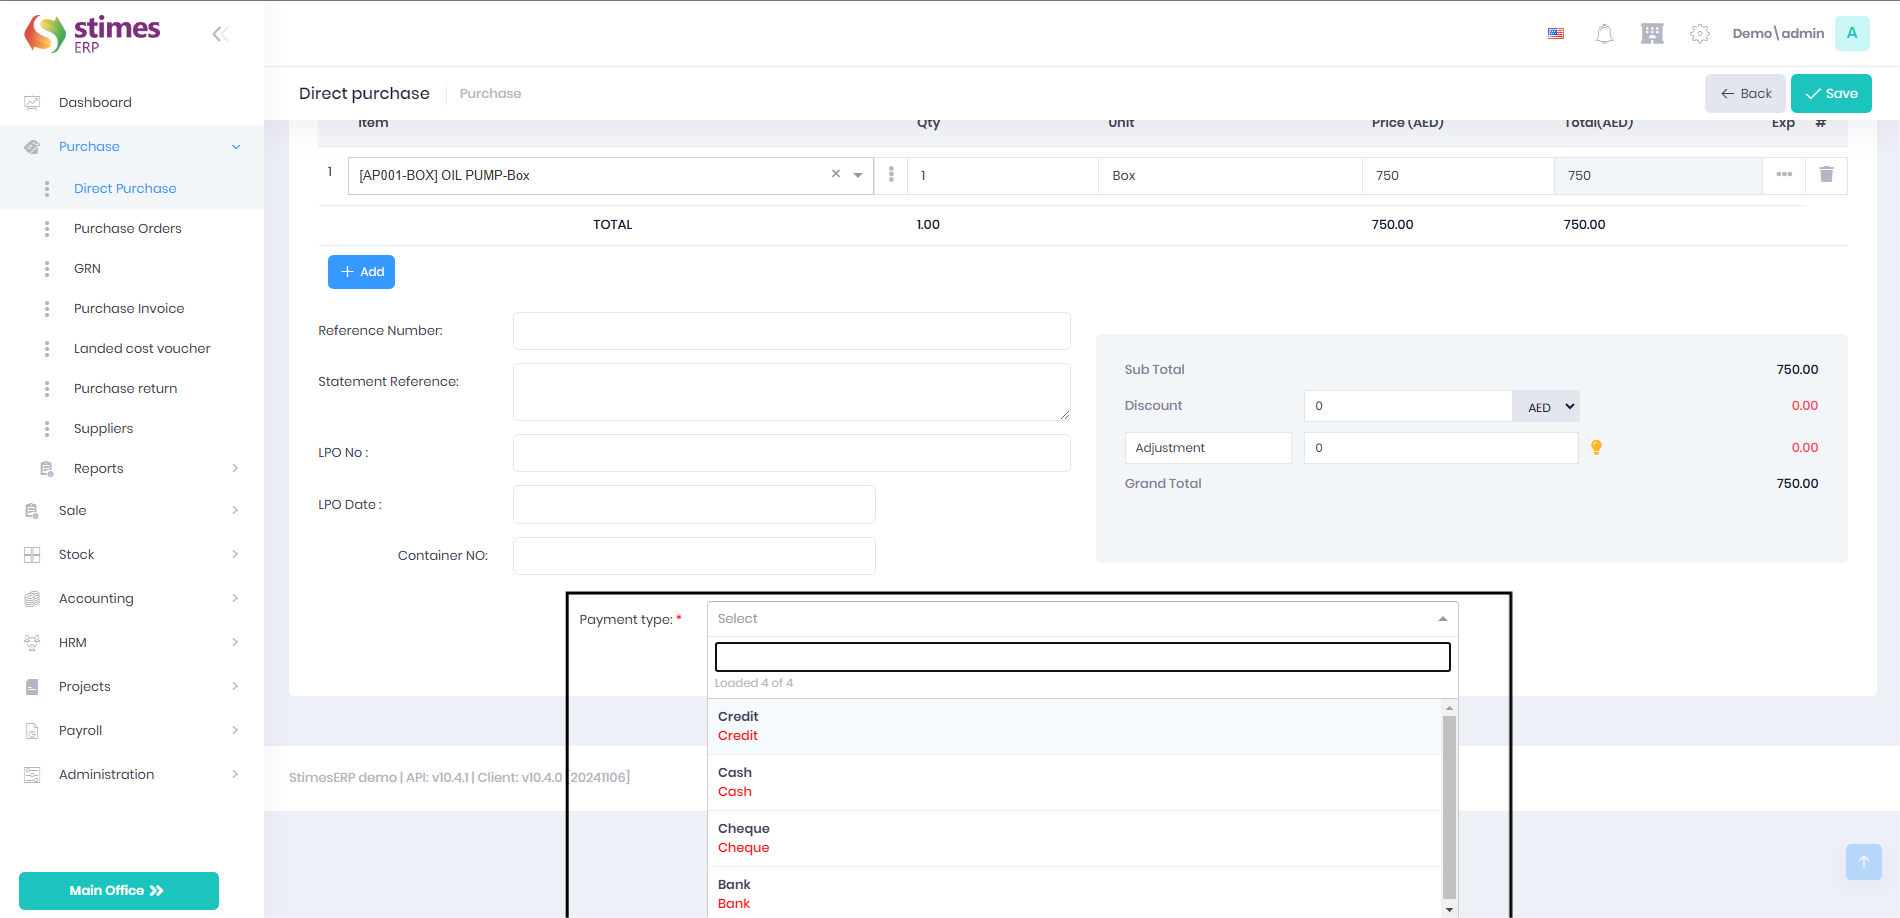 stimes
ERP
Demo\admin
A
Direct purchase
Purchase
Back
Save
Dashboard
Purchase
Direct Purchase
Purchase Orders
GRN
Purchase Invoice
Landed cost voucher
Purchase return
Suppliers
Reports
Sale
Stock
Accounting
HRM
Projects
Payroll
Administration
Main Office
Item Qty Unit Price (AED) Total(AED) Exp #
1 [AP001-BOX] OIL PUMP-Box × 1 Box 750 750
TOTAL 1.00 750.00 750.00
+ Add
Reference Number:
Statement Reference:
LPO No :
LPO Date :
Container NO:
Sub Total 750.00
Discount 0 AED 0.00
Adjustment 0 0.00
Grand Total 750.00
Payment type: * Select
Loaded 4 of 4
Credit
Credit
Cash
Cash
Cheque
Cheque
Bank
Bank
StimesERP demo | API: v10.4.1 | Client: v10.4.0 [20241106]